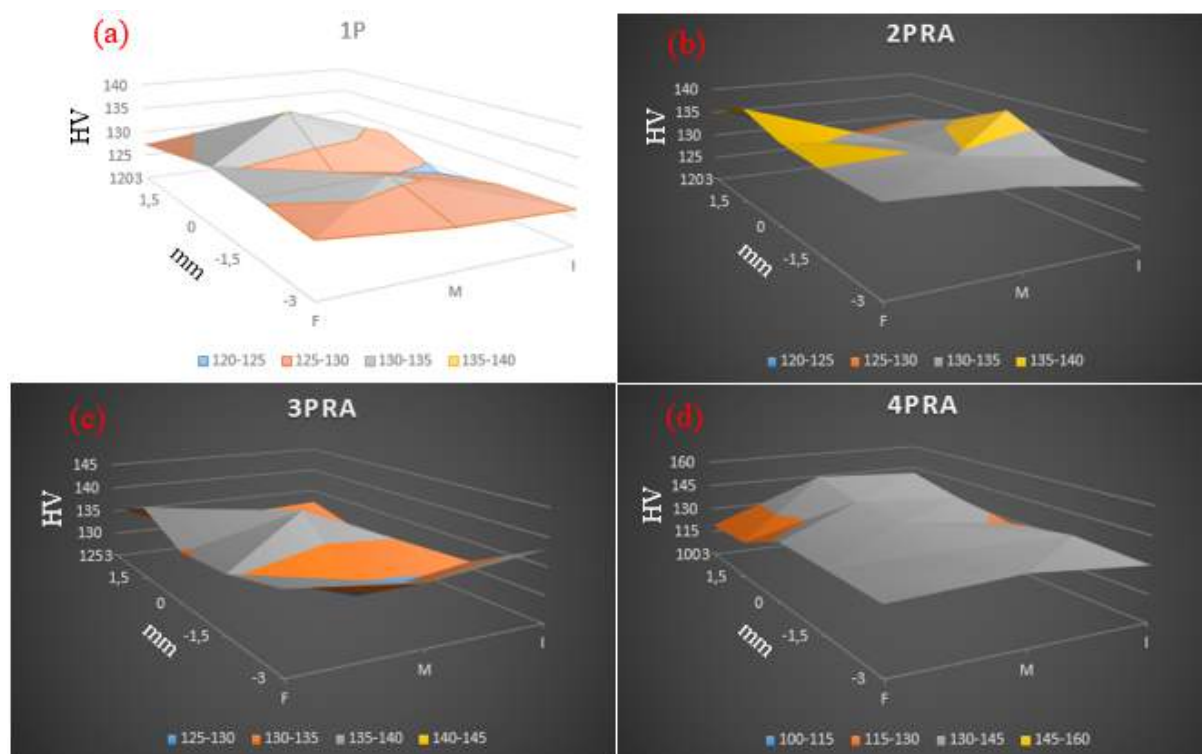 (a)
1P
HV
140
135
130
125
1203
1,5
0
-1,5
-3
mm
F
M
I
120-125 125-130 130-135 135-140
(b)
2PRA
HV
140
135
130
125
1203
1,5
0
-1,5
-3
mm
F
M
I
120-125 125-130 130-135 135-140
(c)
3PRA
HV
145
140
135
130
1253
1,5
0
-1,5
-3
mm
F
M
I
125-130 130-135 135-140 140-145
(d)
4PRA
HV
160
145
130
115
1003
1,5
0
-1,5
-3
mm
F
M
I
100-115 115-130 130-145 145-160